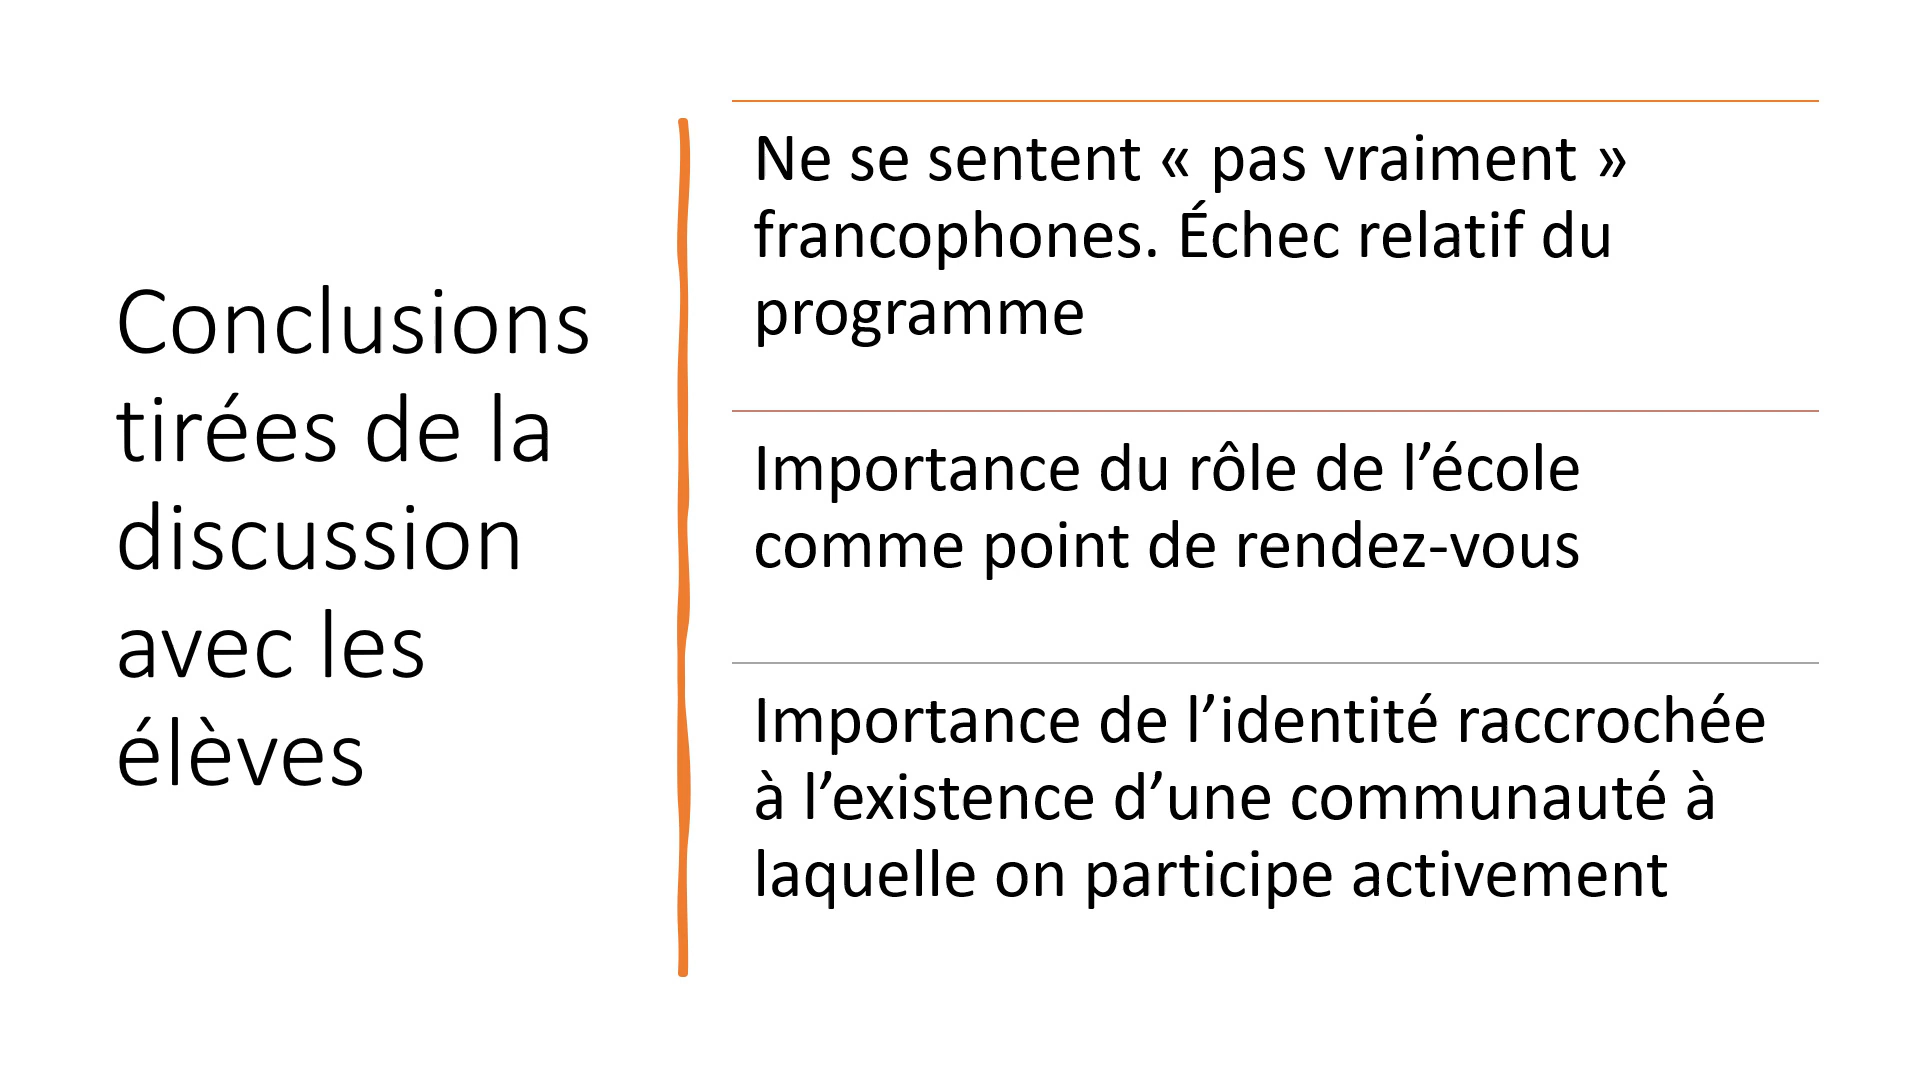 Conclusions
tirées de la
discussion
avec les
élèves
Ne se sentent « pas vraiment »
francophones. Échec relatif du
programme
Importance du rôle de l’école
comme point de rendez-vous
Importance de l’identité raccrochée
à l’existence d’une communauté à
laquelle on participe activement